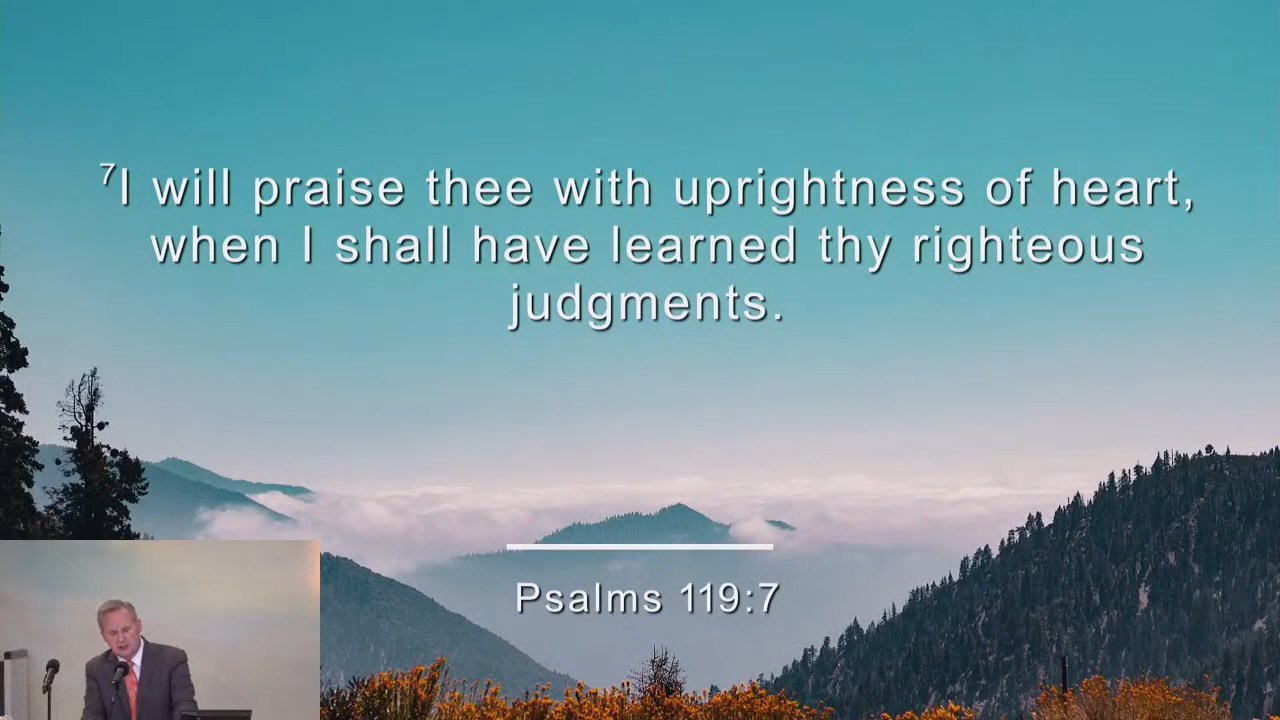 ⁷I will praise thee with uprightness of heart,
when I shall have learned thy righteous
judgments.
Psalms 119:7